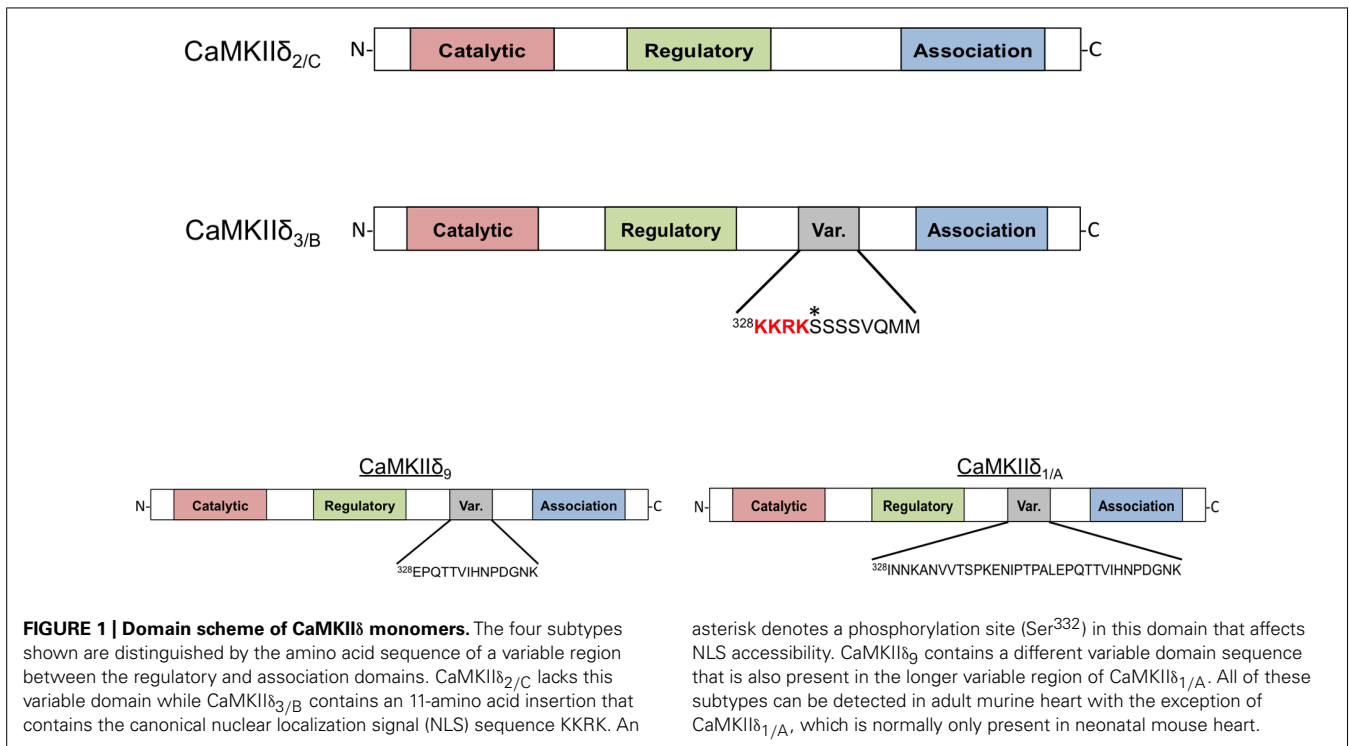 CaMKIIδ2/C N- Catalytic Regulatory Association -C
CaMKIIδ3/B N- Catalytic Regulatory Var. Association -C
*
328KKRKSSSSVQMM
CaMKIIδ9
N- Catalytic Regulatory Var. Association -C
328EPQTTVIHNPDGNK
CaMKIIδ1/A
N- Catalytic Regulatory Var. Association -C
328INNKANVVTSPKENIPTPALEPQTTVIHNPDGNK
FIGURE 1 | Domain scheme of CaMKIIδ monomers. The four subtypes
shown are distinguished by the amino acid sequence of a variable region
between the regulatory and association domains. CaMKIIδ2/C lacks this
variable domain while CaMKIIδ3/B contains an 11-amino acid insertion that
contains the canonical nuclear localization signal (NLS) sequence KKRK. An
asterisk denotes a phosphorylation site (Ser332) in this domain that affects
NLS accessibility. CaMKIIδ9 contains a different variable domain sequence
that is also present in the longer variable region of CaMKIIδ1/A. All of these
subtypes can be detected in adult murine heart with the exception of
CaMKIIδ1/A, which is normally only present in neonatal mouse heart.